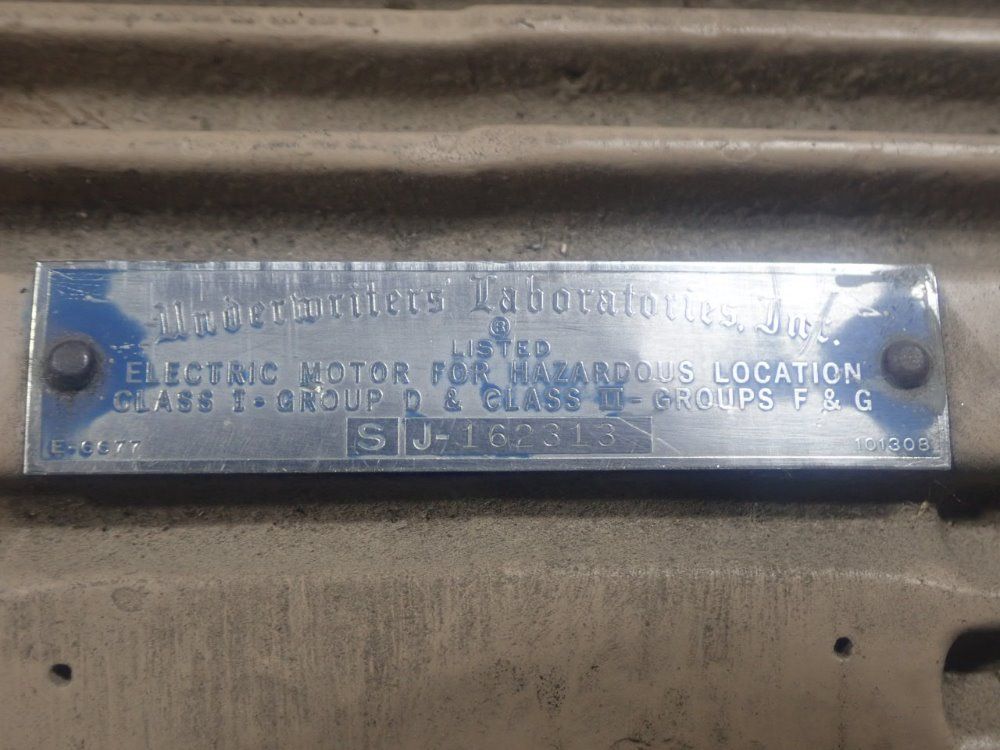 Underwriters' Laboratories, Inc.
®
LISTED
ELECTRIC MOTOR FOR HAZARDOUS LOCATION
CLASS I - GROUP D & CLASS II - GROUPS F & G
S J-162313
101308